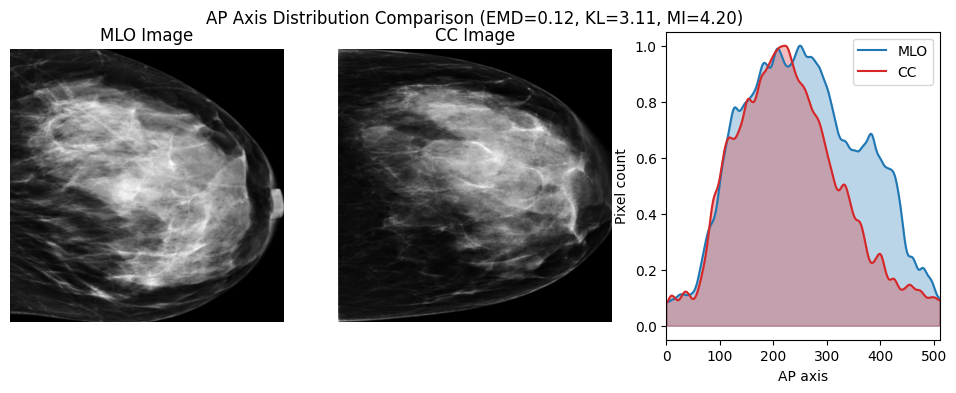 AP Axis Distribution Comparison (EMD=0.12, KL=3.11, MI=4.20)
MLO Image
CC Image
MLO
CC
Pixel count
1.0
0.8
0.6
0.4
0.2
0.0
0 100 200 300 400 500
AP axis